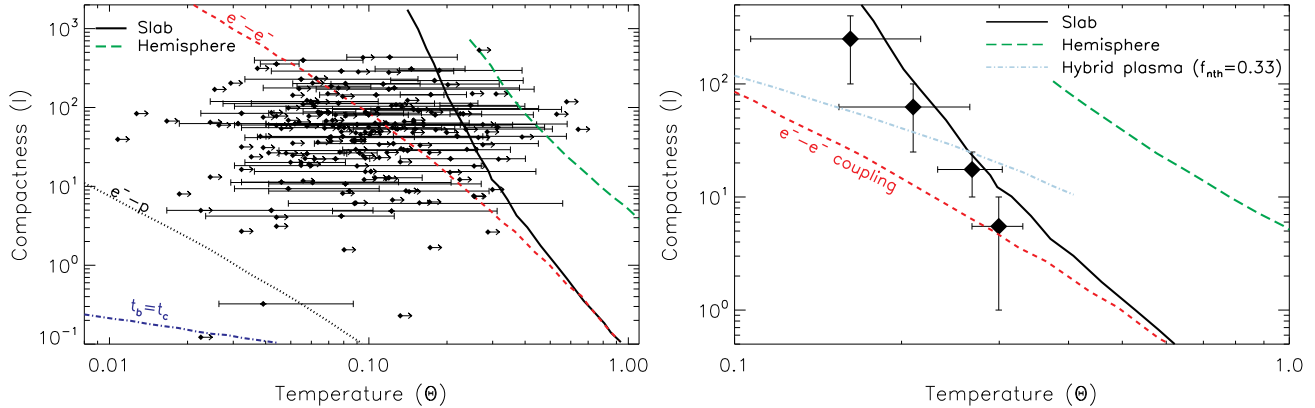 Slab
Hemisphere
e⁻−e⁻
e⁻−p
t_b=t_c
10³
10²
10¹
10⁰
10⁻¹
0.01
0.10
1.00
Compactness (l)
Temperature (Θ)
Slab
Hemisphere
Hybrid plasma (f_nth=0.33)
e⁻−e⁻ coupling
10²
10¹
10⁰
0.1
1.0
Compactness (l)
Temperature (Θ)